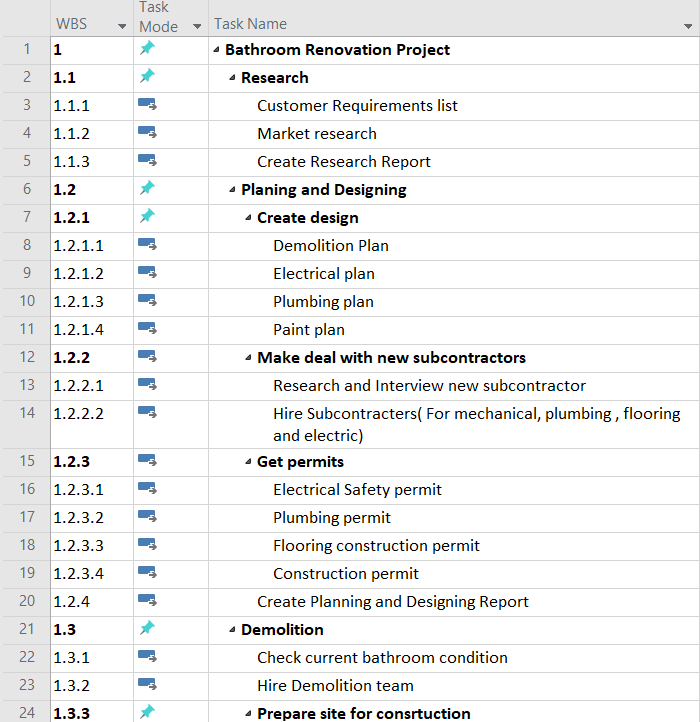 WBS Task Mode Task Name
1 1 Bathroom Renovation Project
2 1.1 Research
3 1.1.1 Customer Requirements list
4 1.1.2 Market research
5 1.1.3 Create Research Report
6 1.2 Planing and Designing
7 1.2.1 Create design
8 1.2.1.1 Demolition Plan
9 1.2.1.2 Electrical plan
10 1.2.1.3 Plumbing plan
11 1.2.1.4 Paint plan
12 1.2.2 Make deal with new subcontractors
13 1.2.2.1 Research and Interview new subcontractor
14 1.2.2.2 Hire Subcontracters( For mechanical, plumbing , flooring
and electric)
15 1.2.3 Get permits
16 1.2.3.1 Electrical Safety permit
17 1.2.3.2 Plumbing permit
18 1.2.3.3 Flooring construction permit
19 1.2.3.4 Construction permit
20 1.2.4 Create Planning and Designing Report
21 1.3 Demolition
22 1.3.1 Check current bathroom condition
23 1.3.2 Hire Demolition team
24 1.3.3 Prepare site for consrtuction